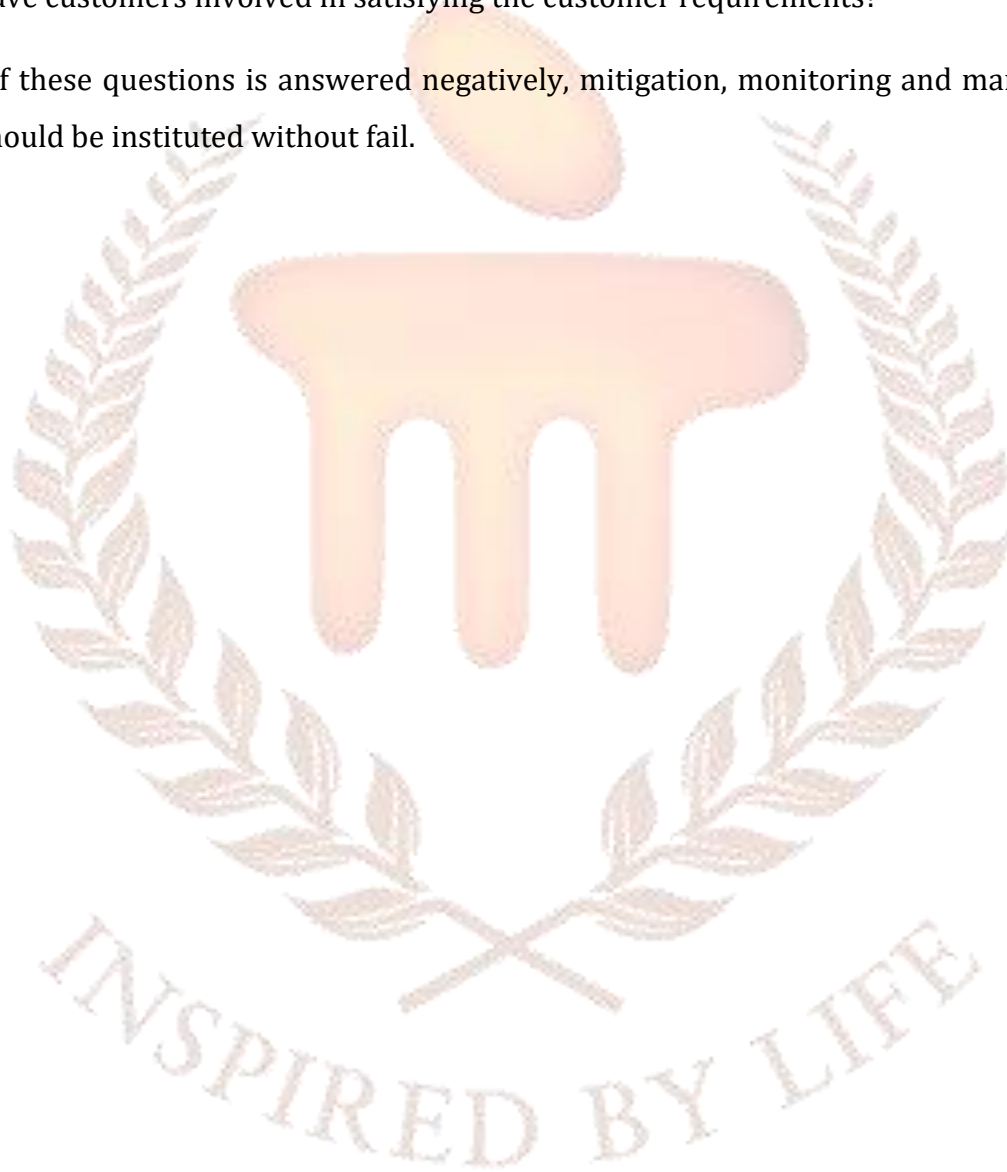 ave customers involved in satisfying the customer requirements?
f these questions is answered negatively, mitigation, monitoring and ma
ould be instituted without fail.
INSPIRED BY LIFE